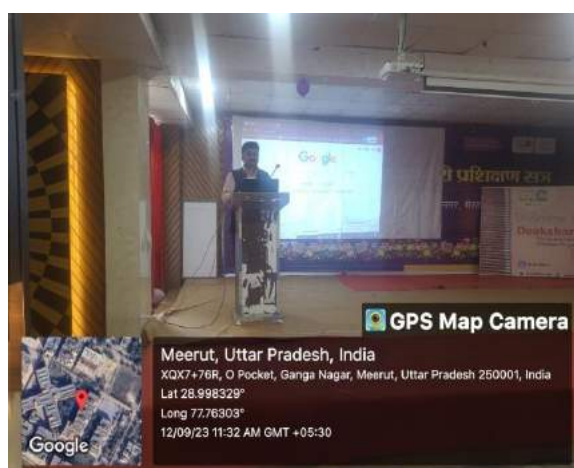 Google
प्रशिक्षण सत्र
Deekshar
GPS Map Camera
Meerut, Uttar Pradesh, India
XQX7+76R, O Pocket, Ganga Nagar, Meerut, Uttar Pradesh 250001, India
Lat 28.998329°
Long 77.76303°
12/09/23 11:32 AM GMT +05:30
Google